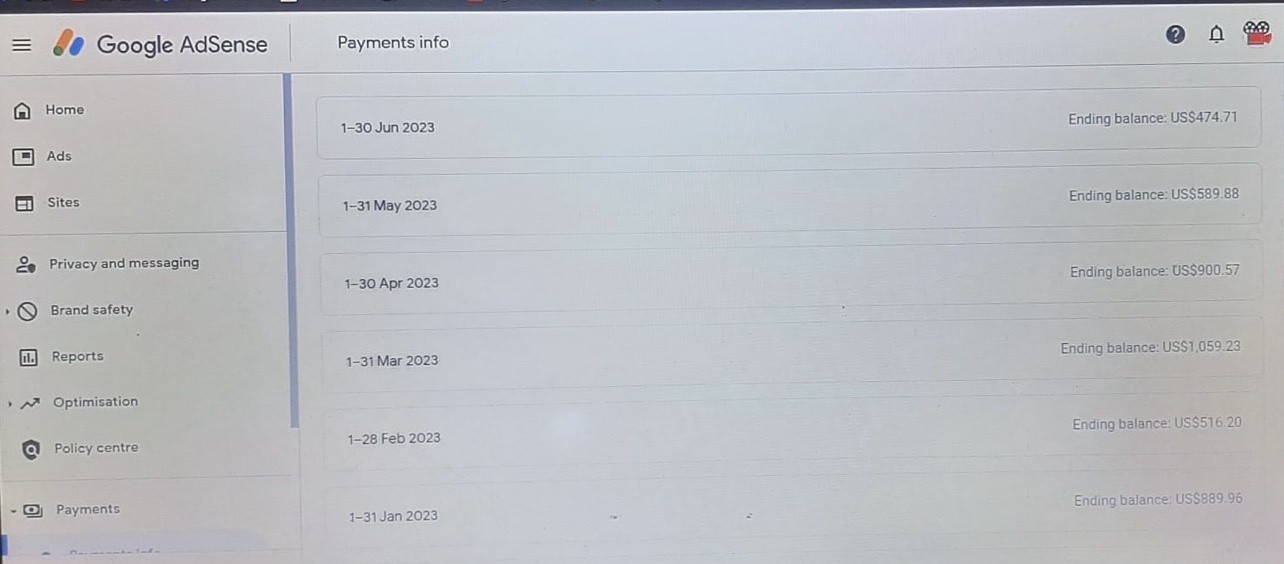 Google AdSense
Payments info
Home
Ads
Sites
Privacy and messaging
Brand safety
Reports
Optimisation
Policy centre
Payments
1–30 Jun 2023
Ending balance: US$474.71
1–31 May 2023
Ending balance: US$589.88
1–30 Apr 2023
Ending balance: US$900.57
1–31 Mar 2023
Ending balance: US$1,059.23
1–28 Feb 2023
Ending balance: US$516.20
1–31 Jan 2023
Ending balance: US$889.96